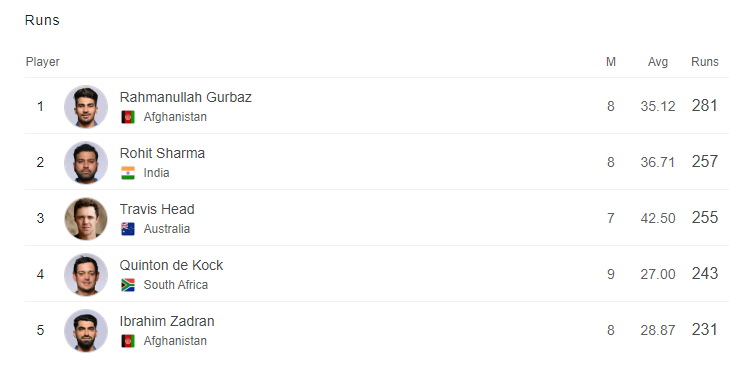 Runs
Player M Avg Runs
1 Rahmanullah Gurbaz 8 35.12 281
Afghanistan
2 Rohit Sharma 8 36.71 257
India
3 Travis Head 7 42.50 255
Australia
4 Quinton de Kock 9 27.00 243
South Africa
5 Ibrahim Zadran 8 28.87 231
Afghanistan